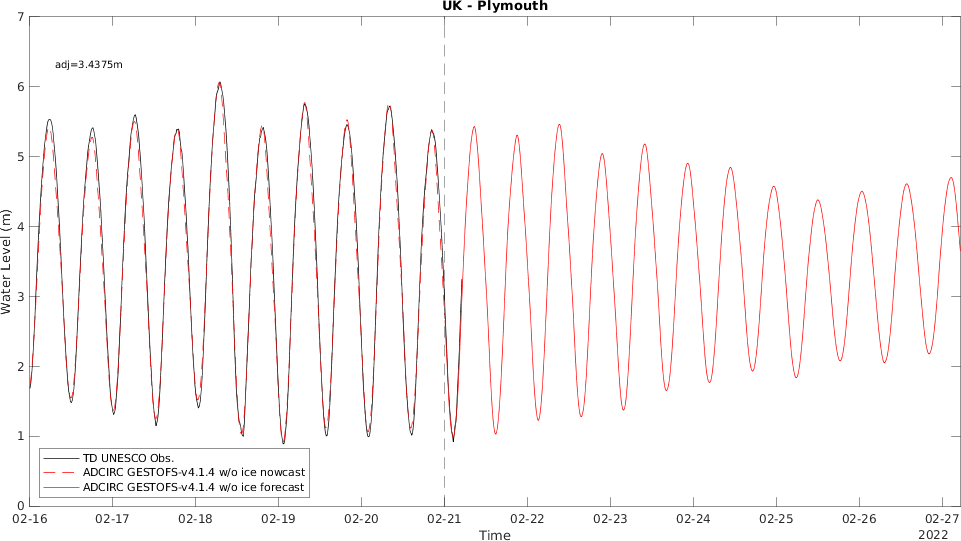 UK - Plymouth
7
adj=3.4375m
6
5
4
3
2
1
0
Water Level (m)
TD UNESCO Obs.
ADCIRC GESTOFS-v4.1.4 w/o ice nowcast
ADCIRC GESTOFS-v4.1.4 w/o ice forecast
02-16 02-17 02-18 02-19 02-20 02-21 02-22 02-23 02-24 02-25 02-26 02-27
Time 2022